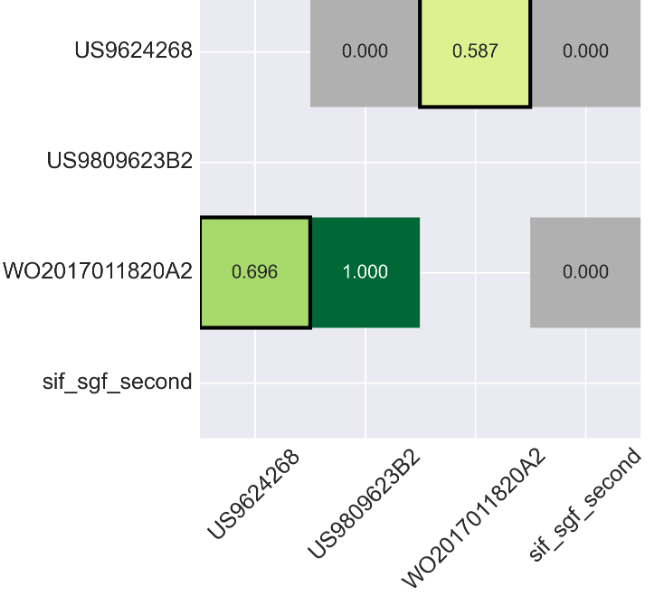 US9624268 0.000 0.587 0.000
US9809623B2
WO2017011820A2 0.696 1.000 0.000
sif_sgf_second
US9624268 US9809623B2 WO2017011820A2 sif_sgf_second